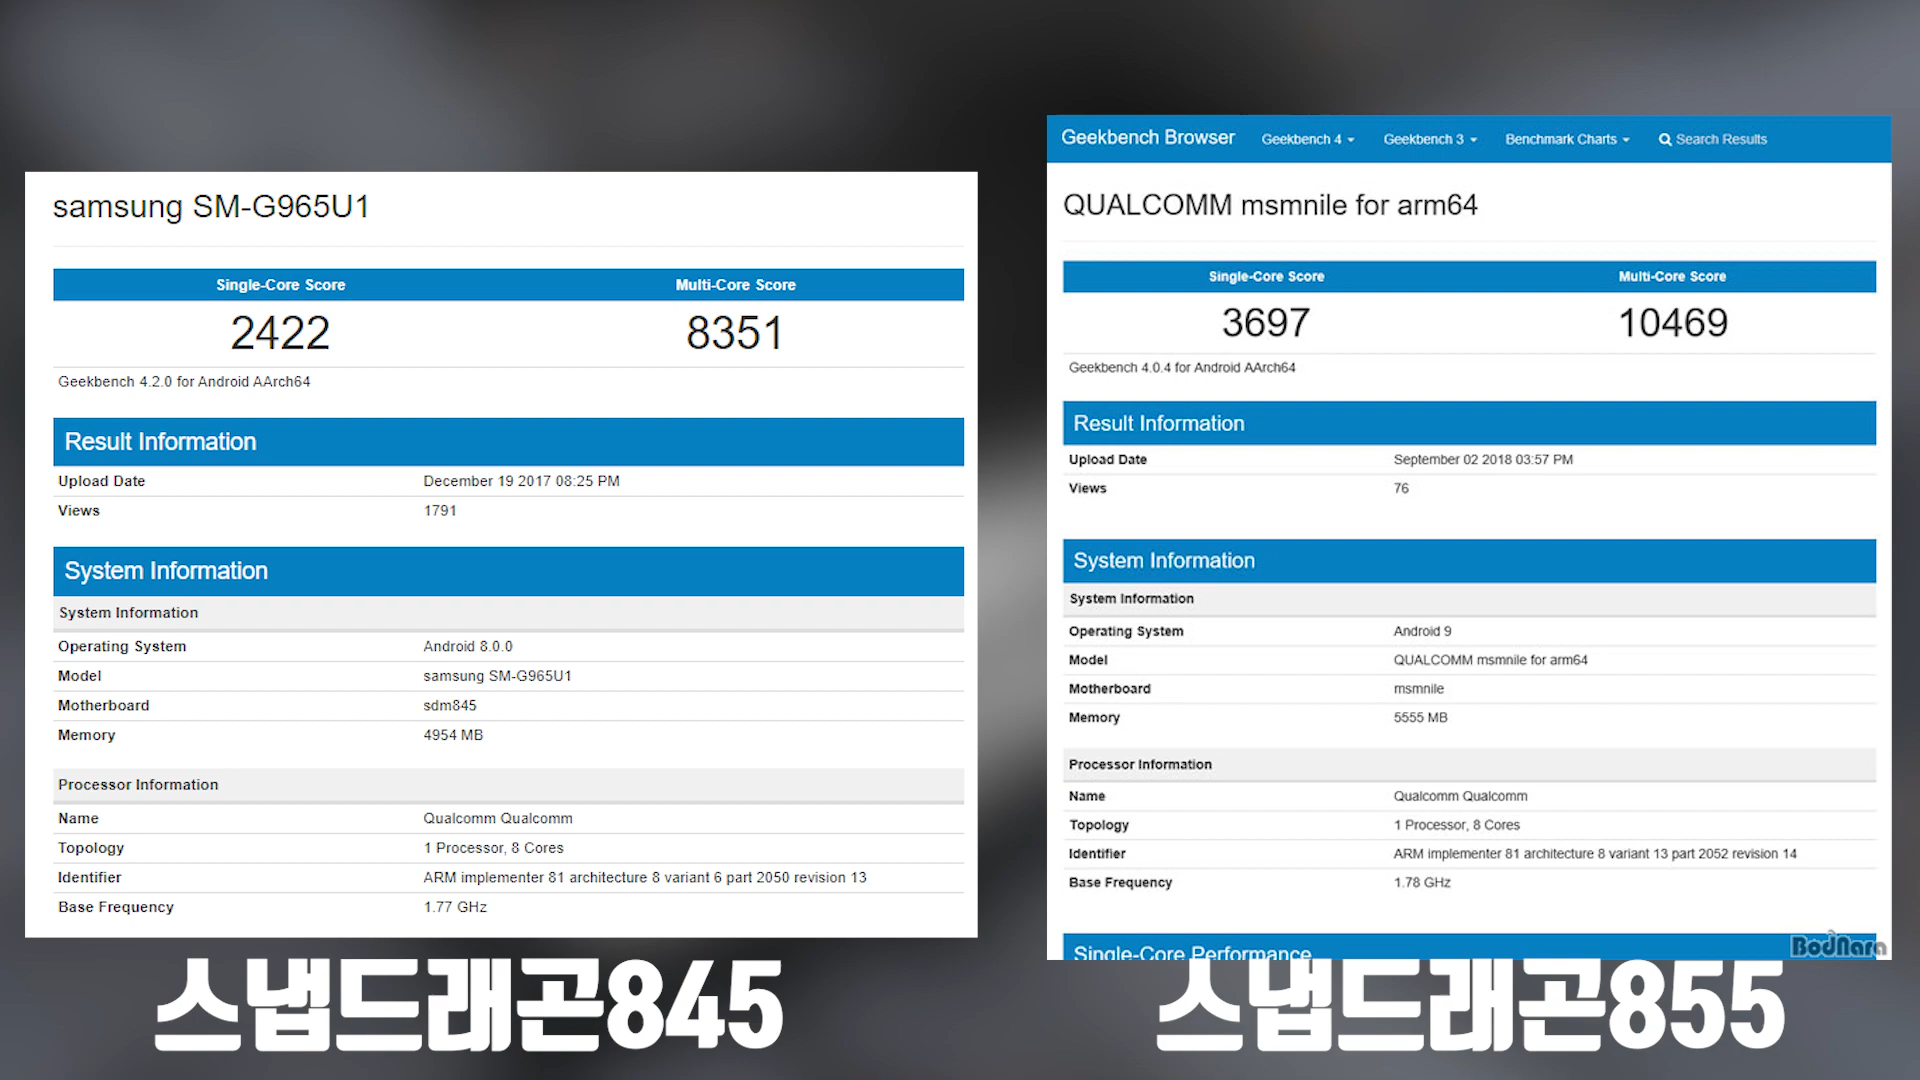 samsung SM-G965U1
Single-Core Score Multi-Core Score
2422 8351
Geekbench 4.2.0 for Android AArch64
Result Information
Upload Date December 19 2017 08:25 PM
Views 1791
System Information
System Information
Operating System Android 8.0.0
Model samsung SM-G965U1
Motherboard sdm845
Memory 4954 MB
Processor Information
Name Qualcomm Qualcomm
Topology 1 Processor, 8 Cores
Identifier ARM implementer 81 architecture 8 variant 6 part 2050 revision 13
Base Frequency 1.77 GHz
스냅드래곤845
Geekbench Browser Geekbench 4 Geekbench 3 Benchmark Charts Search Results
QUALCOMM msmnile for arm64
Single-Core Score Multi-Core Score
3697 10469
Geekbench 4.0.4 for Android AArch64
Result Information
Upload Date September 02 2018 03:57 PM
Views 76
System Information
System Information
Operating System Android 9
Model QUALCOMM msmnile for arm64
Motherboard msmnile
Memory 5555 MB
Processor Information
Name Qualcomm Qualcomm
Topology 1 Processor, 8 Cores
Identifier ARM implementer 81 architecture 8 variant 13 part 2052 revision 14
Base Frequency 1.78 GHz
Single-Core Performance
BodNara
스냅드래곤855